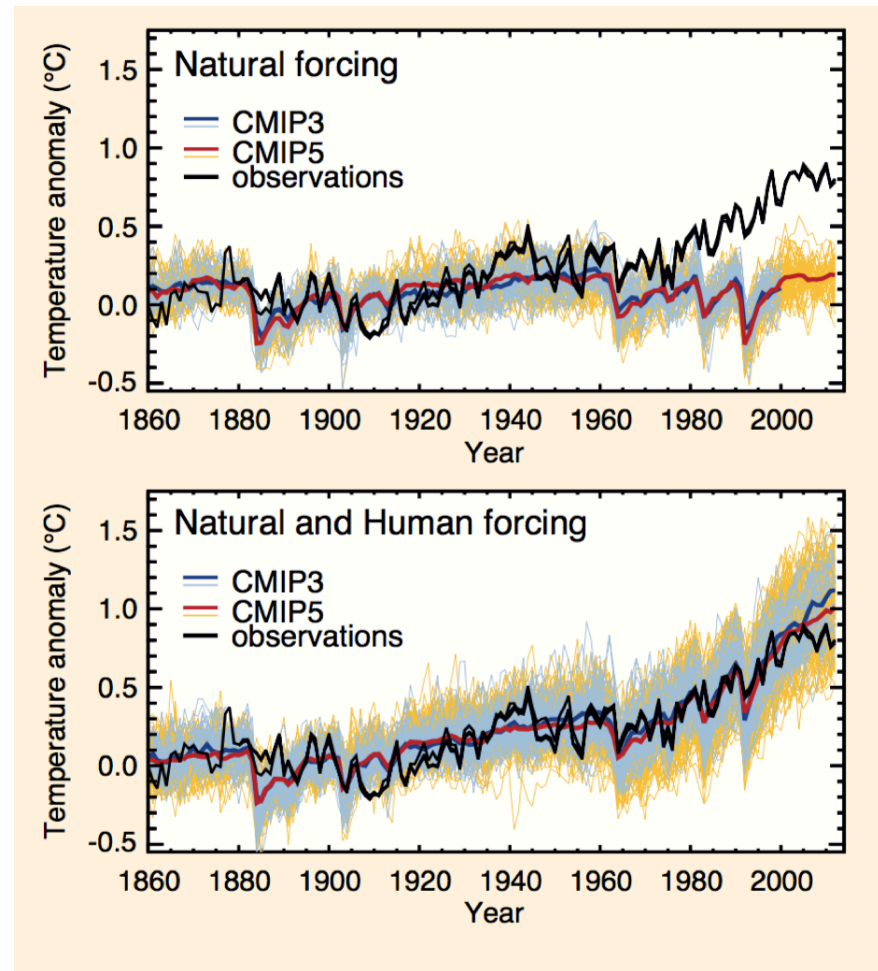 Natural forcing
CMIP3
CMIP5
observations
Temperature anomaly (°C)
1.5
1.0
0.5
0.0
-0.5
1860 1880 1900 1920 1940 1960 1980 2000
Year
Natural and Human forcing
CMIP3
CMIP5
observations
Temperature anomaly (°C)
1.5
1.0
0.5
0.0
-0.5
1860 1880 1900 1920 1940 1960 1980 2000
Year